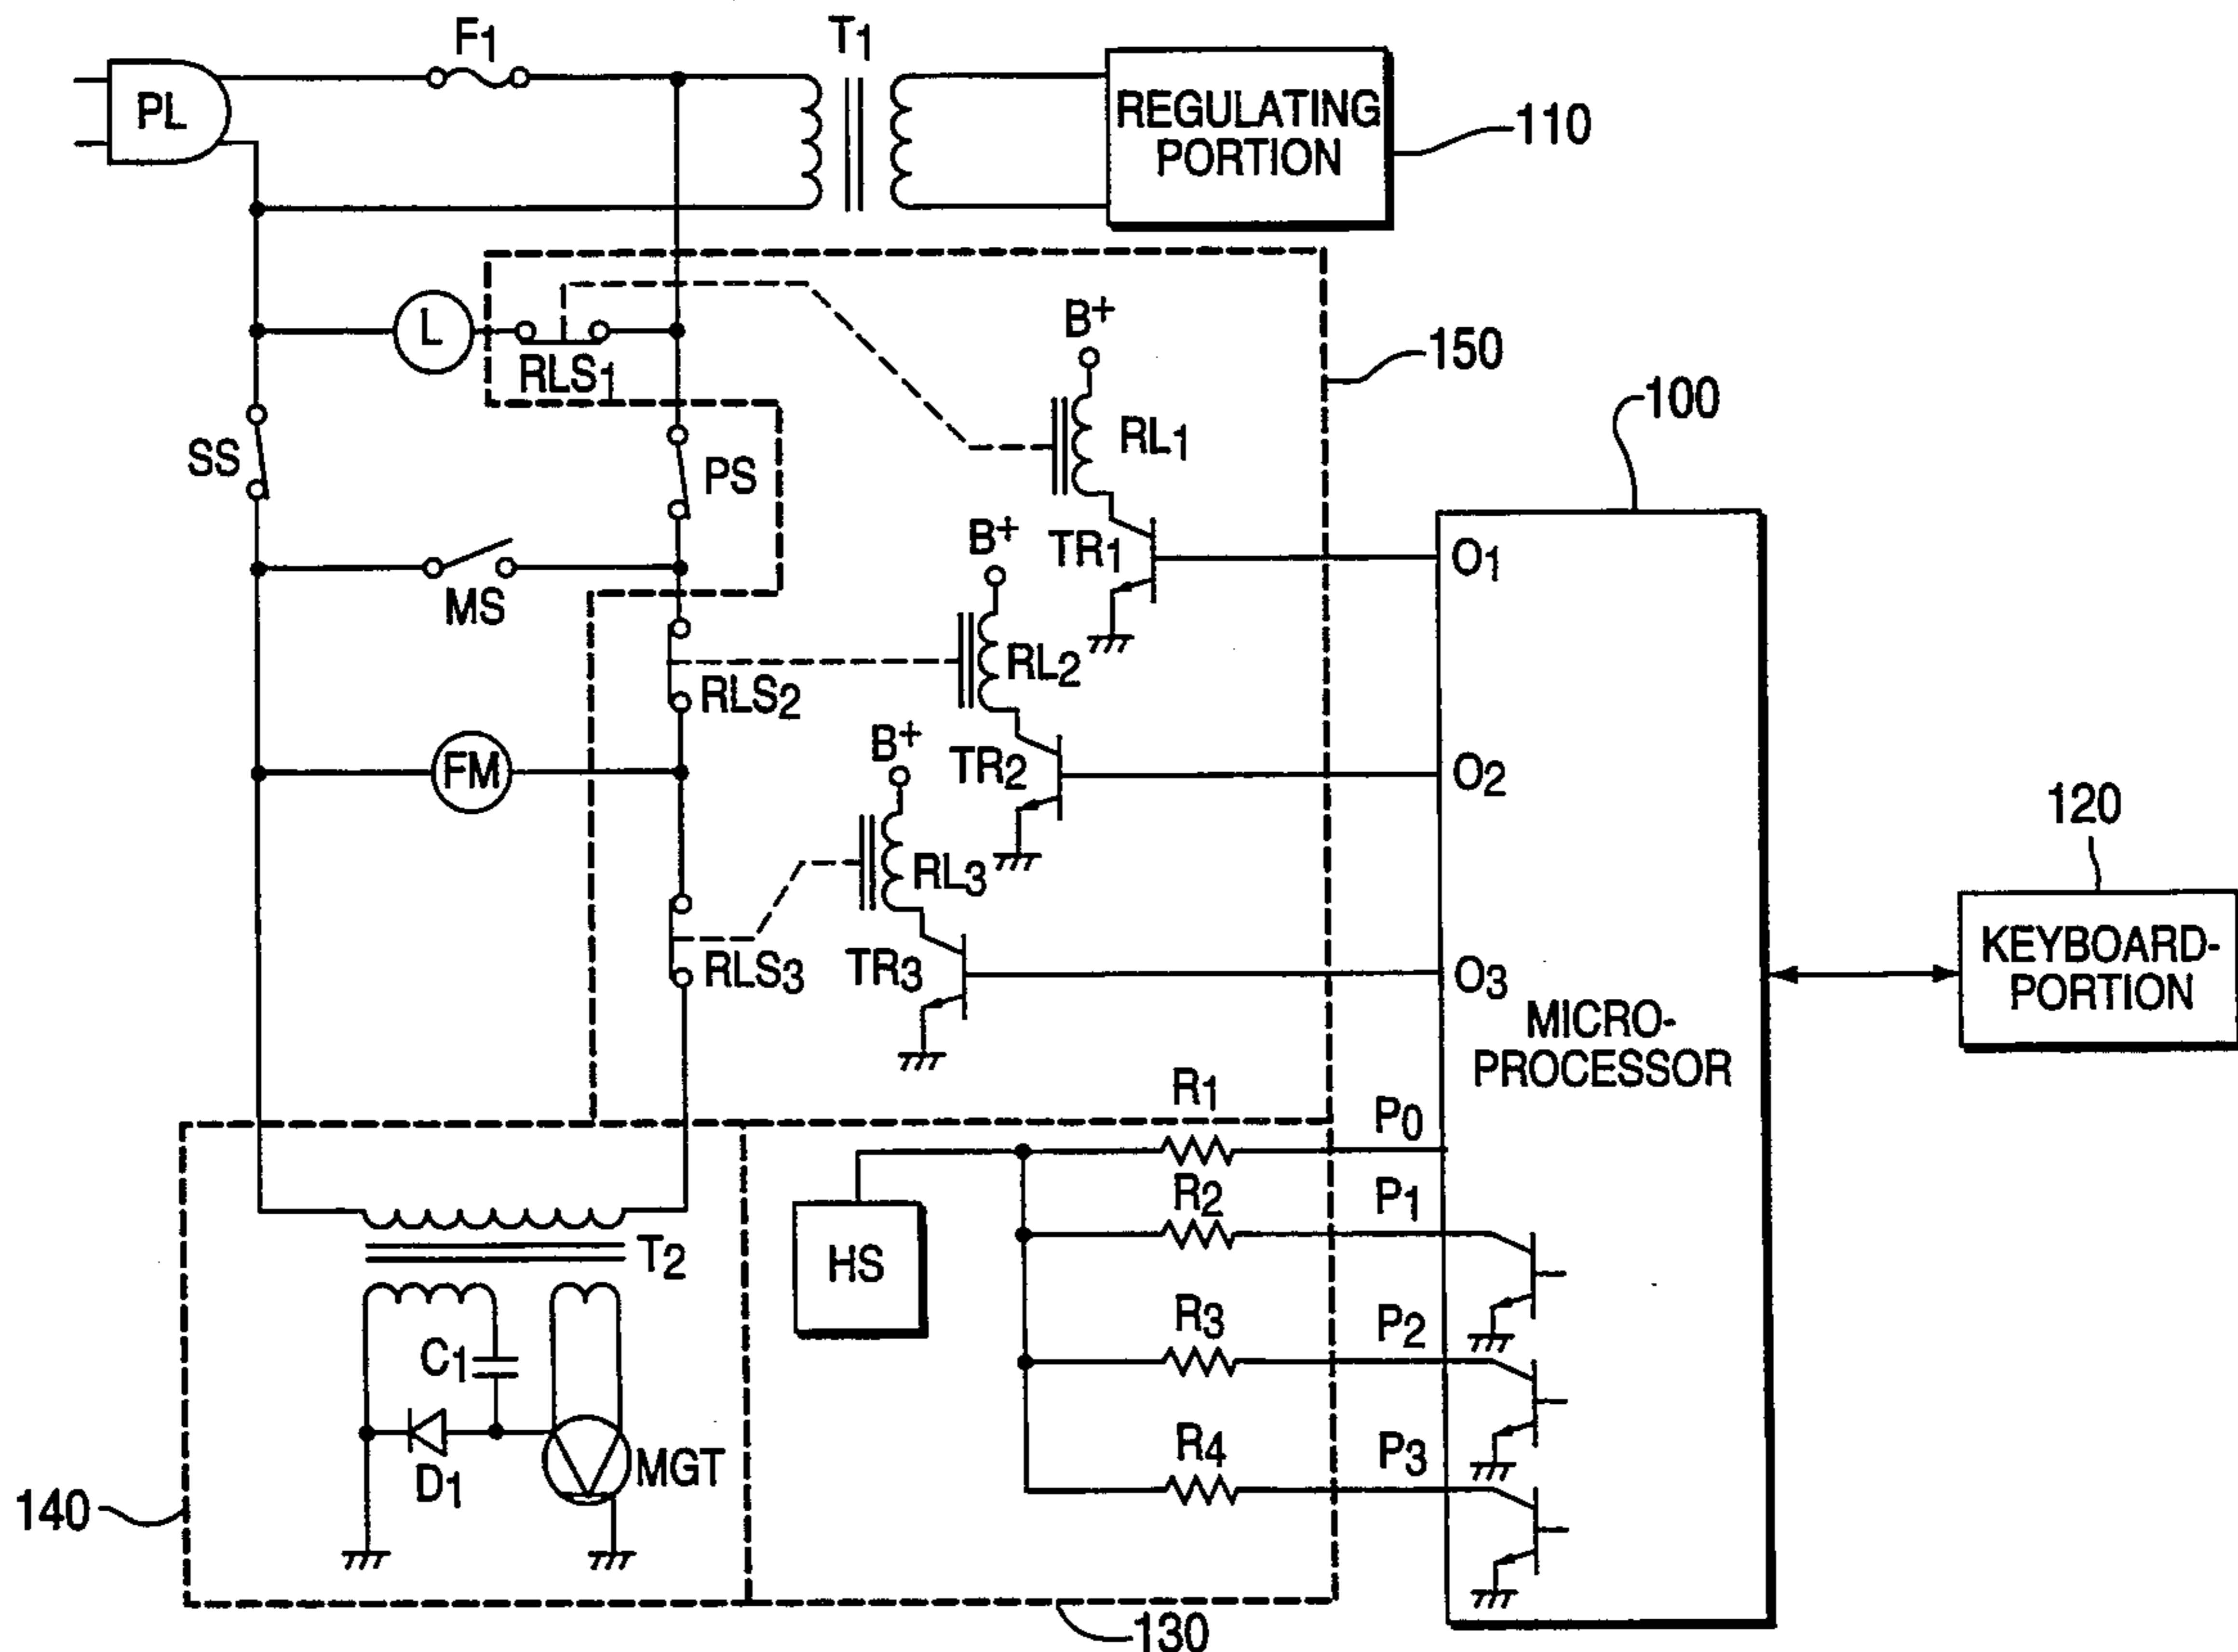 F1
T1
PL
REGULATING
PORTION
110
L
RLS1
B+
150
100
RL1
SS
PS
TR1
O1
B+
MS
RL2
RLS2
TR2
O2
FM
B+
120
RL3
KEYBOARD-
PORTION
RLS3
TR3
O3
MICRO-
PROCESSOR
R1
P0
R2
P1
HS
T2
R3
P2
C1
R4
P3
D1
MGT
140
130